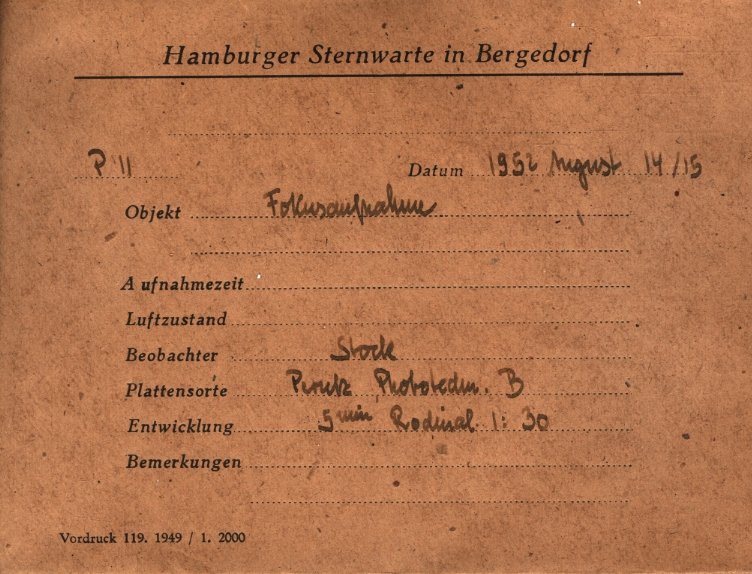 Hamburger Sternwarte in Bergedorf
P 11 Datum 1952 August 14/15
Objekt Fokusaufnahme
Aufnahmezeit
Luftzustand
Beobachter Stock
Plattensorte Perutz Phototechn. B
Entwicklung 5 min Rodinal 1:30
Bemerkungen
Vordruck 119. 1949 / 1. 2000